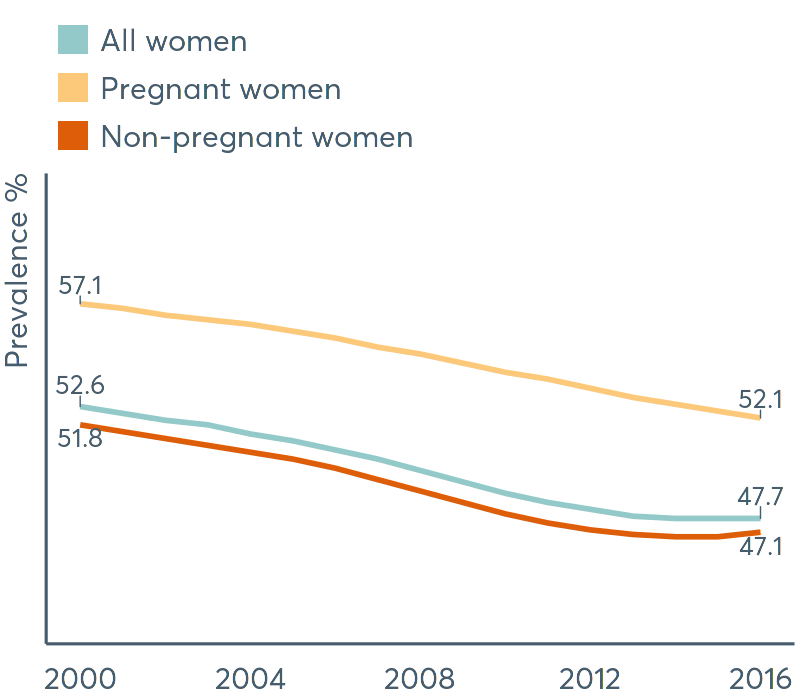 All women
Pregnant women
Non-pregnant women
Prevalence %
57.1
52.6
51.8
52.1
47.7
47.1
2000 2004 2008 2012 2016